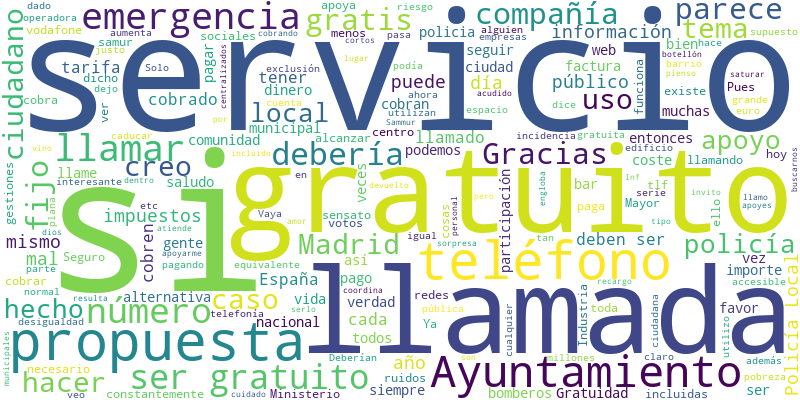 dado
operadora
vodafone
emergencia
sociales
apoya
gratis
riesgo
menos
compañía
policia
empresas
alguien
pasa
seguir
información
web
parece
tema
bien
hace
supuesto
barrio
pienso
botellón
servicio
ciudadano
aumenta
samur
justo
Solo
tarifa
dicho
dejo
cobra
ver
pagar
exclusión
cobrando
centralizados
cortos
lugar
tener
dinero
cuenta
podía
ahora
utilizan
espacio
ciudad
acudido
puede
día
factura
público
dice
existe
uso
funciona
muchas
saturar
Pues
grande
euro
gestiones
fijo
llamar
cobrado
local
creo
caducar
vino
comunidad
municipal
por
incluido
alcanzar
debería
centro
llamado
podemos
Gracias
incidencia
gratuita
edificio
entonces
coste
llamando
apoyo
hoy
buscarnos
llame
interesante
dentro
saludo
en
veces
devuelto
pero
bar
tlf
engloba
serie
paga
Inf
Mayor
invito
ello
llamo
apoyes
si
gratuito
impuestos
etc
atiende
Vaya
amor
votos
sensato
cosas
personal
igual
sorpresa
participación
tan
tipo
deben ser
policía
mismo
plana
dios
apoyarme
gente
cobren
Madrid
teléfono
mal
parte
Seguro
pagando
equivalente
España
así
pago
coordina
importe
vez
accesible
cobrar
normal
resulta
alternativa
telefonía
serlo
vida
verdad
redes
pública
Ya
llamada
cualquier
Industria
recargo
toda
ciudadana
favor
utilizo
Policía Local
hecho
número
caso
desigualdad
nacional
cada
todos
propuesta
Deberían
año
son
millones
claro
además
pobreza
municipales
hacer
necesario
veo
constantemente
ser gratuito
cuidado
Ministerio
siempre
ruidos
Ayuntamiento
bomberos
Gratuidad
incluidas
ser
Sammur